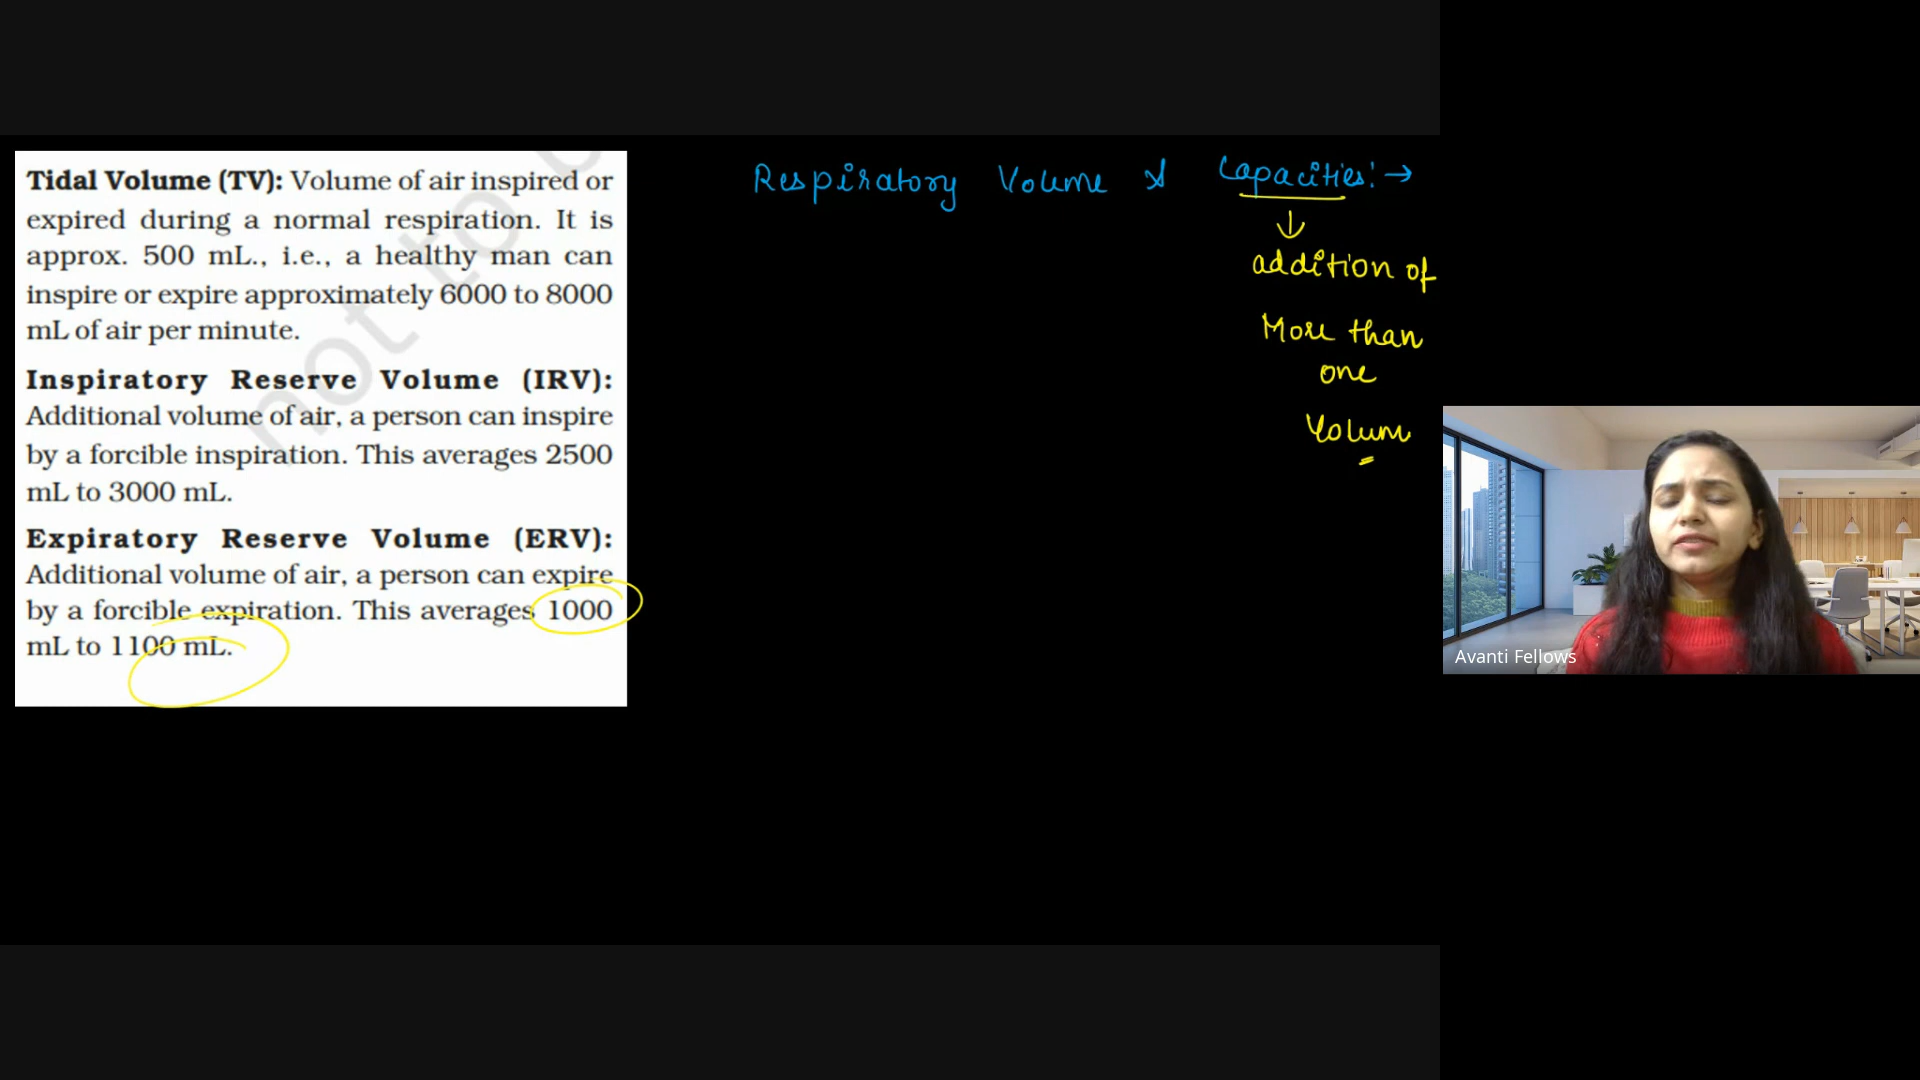 Tidal Volume (TV): Volume of air inspired or
expired during a normal respiration. It is
approx. 500 mL., i.e., a healthy man can
inspire or expire approximately 6000 to 8000
mL of air per minute.
Inspiratory Reserve Volume (IRV):
Additional volume of air, a person can inspire
by a forcible inspiration. This averages 2500
mL to 3000 mL.
Expiratory Reserve Volume (ERV):
Additional volume of air, a person can expire
by a forcible expiration. This averages 1000
mL to 1100 mL.
not to
Respiratory Volume & Capacities:→
↓
addition of
More than
one
Volume
Avanti Fellows